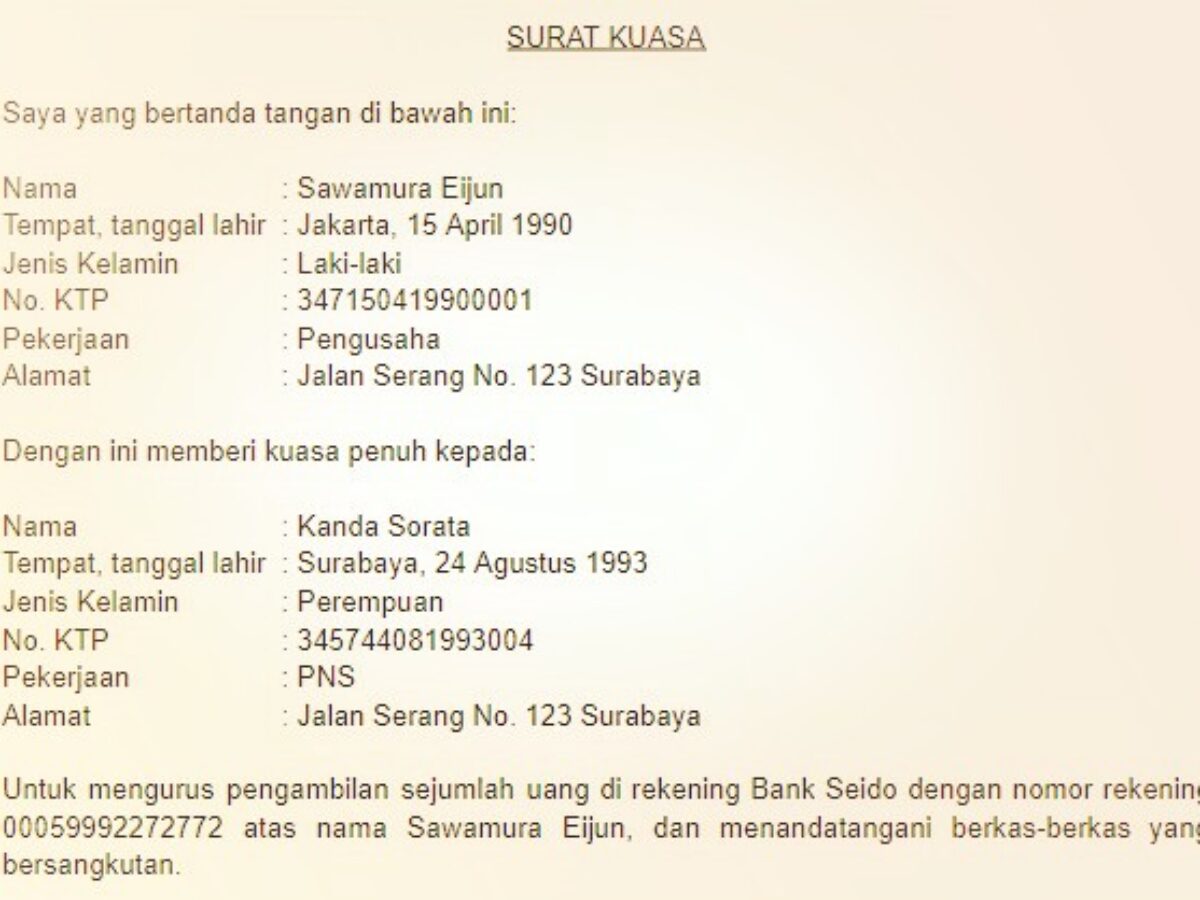 SURAT KUASA
Saya yang bertanda tangan di bawah ini:
Nama : Sawamura Eijun
Tempat, tanggal lahir : Jakarta, 15 April 1990
Jenis Kelamin : Laki-laki
No. KTP : 347150419900001
Pekerjaan : Pengusaha
Alamat : Jalan Serang No. 123 Surabaya
Dengan ini memberi kuasa penuh kepada:
Nama : Kanda Sorata
Tempat, tanggal lahir : Surabaya, 24 Agustus 1993
Jenis Kelamin : Perempuan
No. KTP : 345744081993004
Pekerjaan : PNS
Alamat : Jalan Serang No. 123 Surabaya
Untuk mengurus pengambilan sejumlah uang di rekening Bank Seido dengan nomor rekening
00059992272772 atas nama Sawamura Eijun, dan menandatangani berkas-berkas yang
bersangkutan.